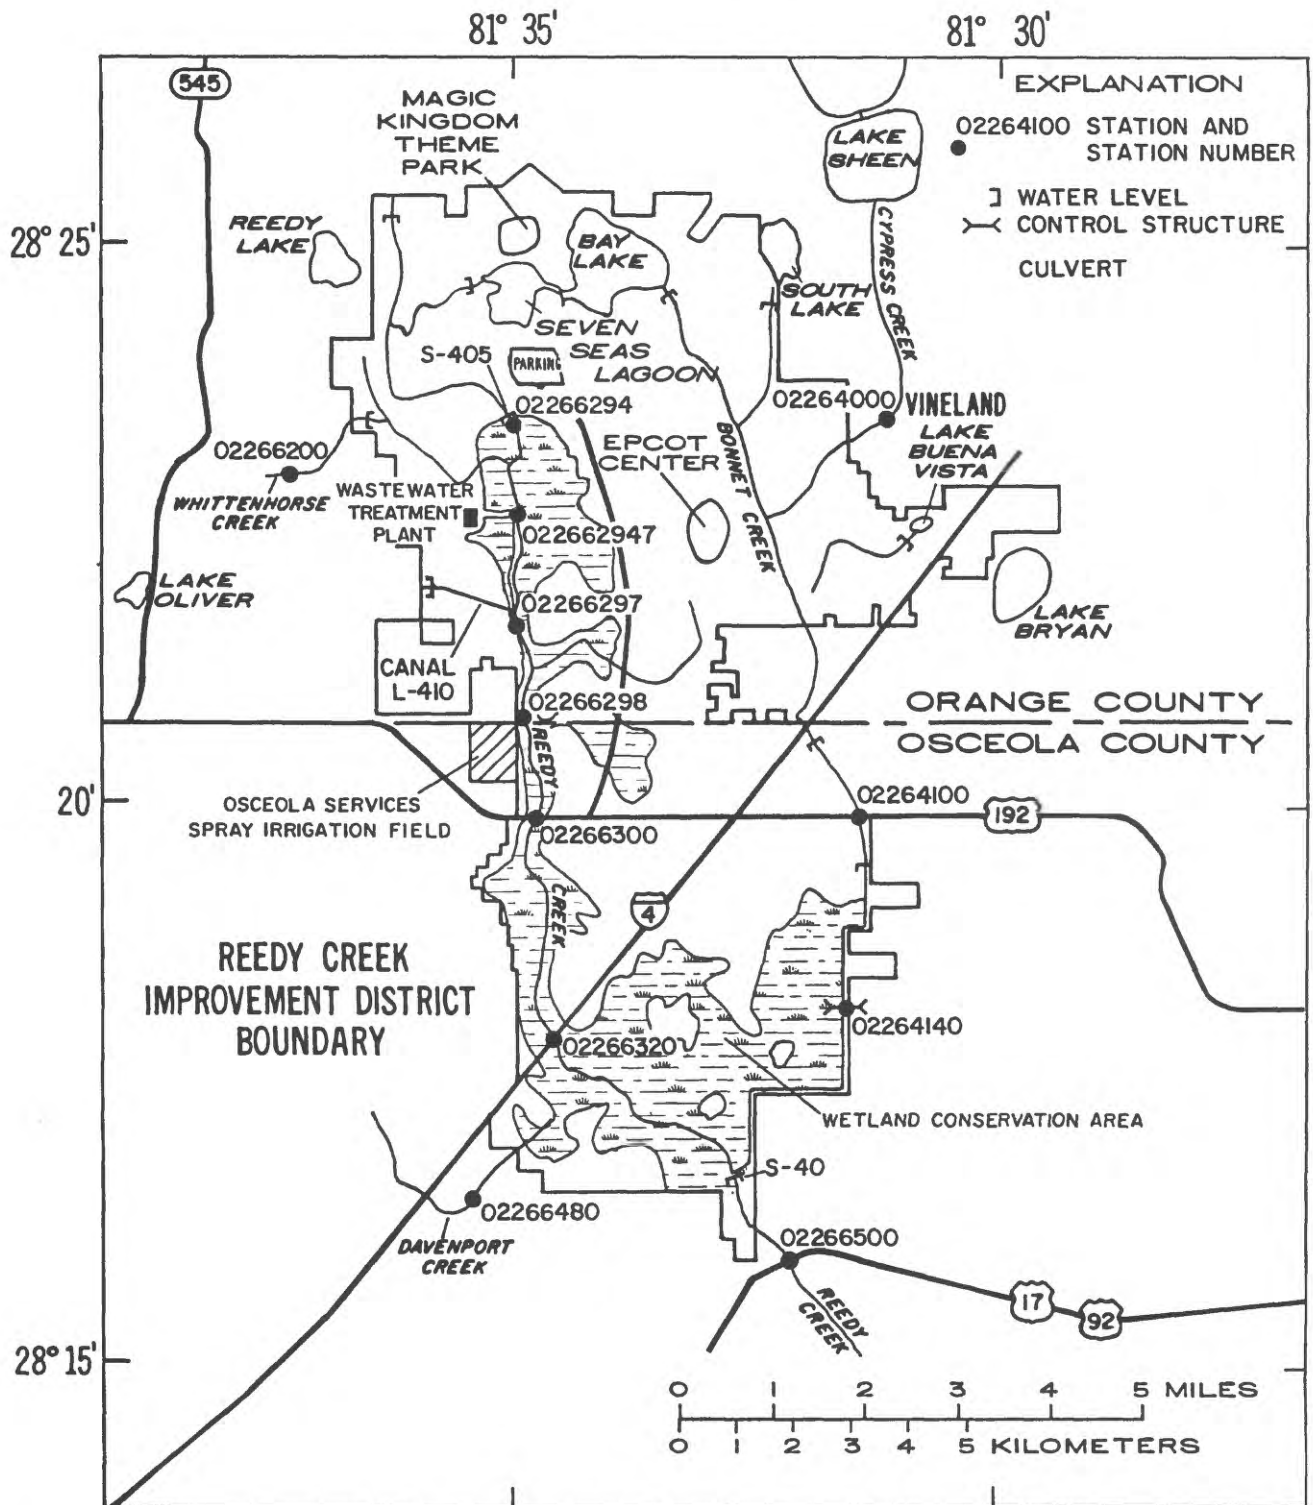 81° 35'
81° 30'
545
MAGIC
KINGDOM
THEME
PARK
EXPLANATION
02264100 STATION AND
STATION NUMBER
WATER LEVEL
CONTROL STRUCTURE
CULVERT
LAKE
SHEEN
REEDY
LAKE
28° 25'
BAY
LAKE
CYPRESS CREEK
SOUTH
LAKE
SEVEN
SEAS
LAGOON
S-405
PARKING
02266294
02264000
VINELAND
LAKE
BUENA
VISTA
02266200
WHITTENHORSE
CREEK
EPCOT
CENTER
BONNET CREEK
WASTEWATER
TREATMENT
PLANT
022662947
LAKE
OLIVER
02266297
LAKE
BRYAN
CANAL
L-410
02266298
ORANGE COUNTY
OSCEOLA COUNTY
REEDY
CREEK
20'
OSCEOLA SERVICES
SPRAY IRRIGATION FIELD
02266300
02264100
192
4
REEDY CREEK
IMPROVEMENT DISTRICT
BOUNDARY
02264140
02266320
WETLAND CONSERVATION AREA
S-40
02266480
DAVENPORT
CREEK
02266500
REEDY
CREEK
17
92
28° 15'
0 1 2 3 4 5 MILES
0 1 2 3 4 5 KILOMETERS